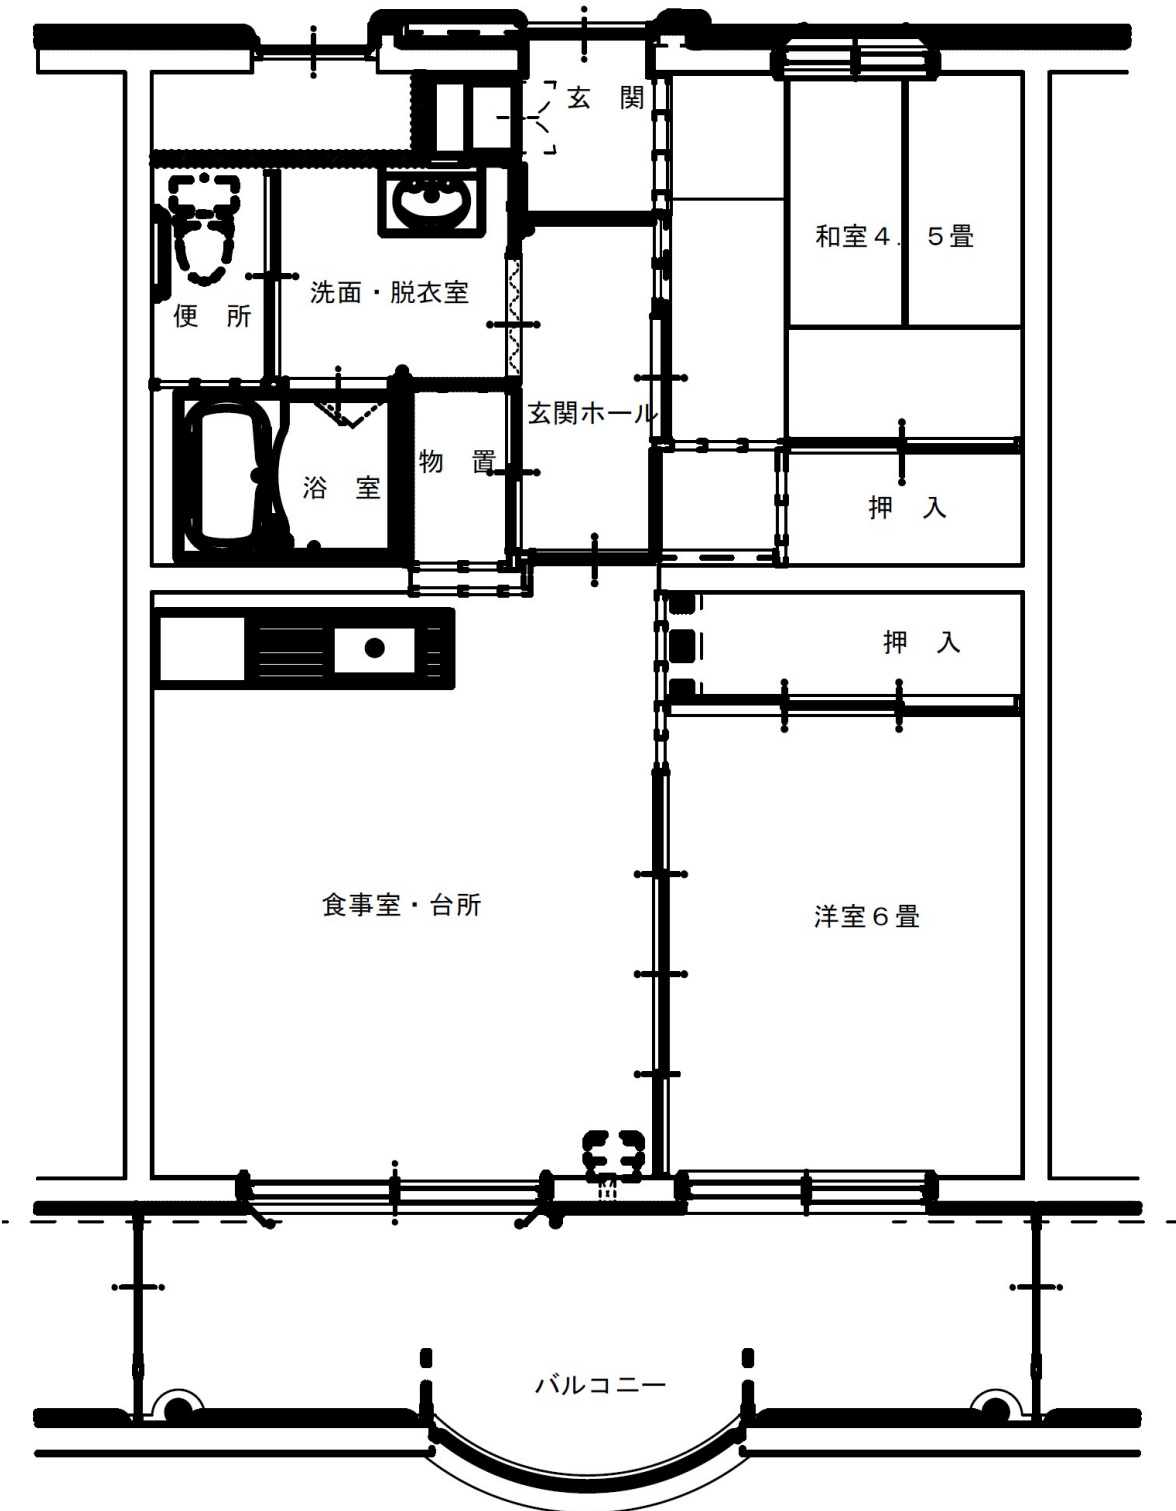 玄　関
和室４．５畳
洗面・脱衣室
便　所
玄関ホール
物　置
浴　室
押　入
押　入
食事室・台所
洋室６畳
バルコニー